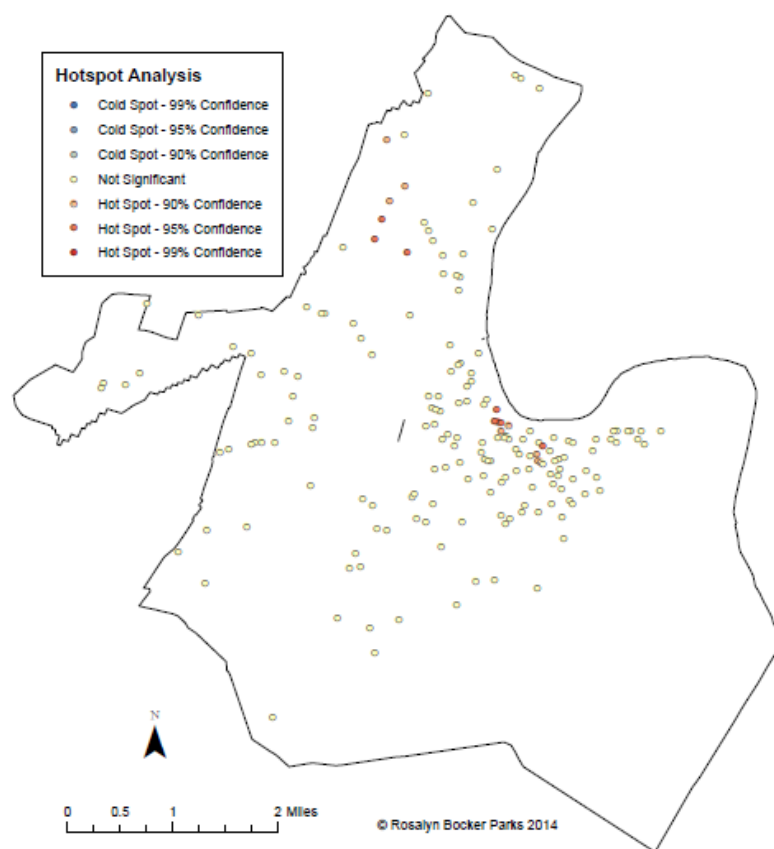 Hotspot Analysis
Cold Spot - 99% Confidence
Cold Spot - 95% Confidence
Cold Spot - 90% Confidence
Not Significant
Hot Spot - 90% Confidence
Hot Spot - 95% Confidence
Hot Spot - 99% Confidence
N
0 0.5 1 2 Miles
© Rosalyn Bocker Parks 2014